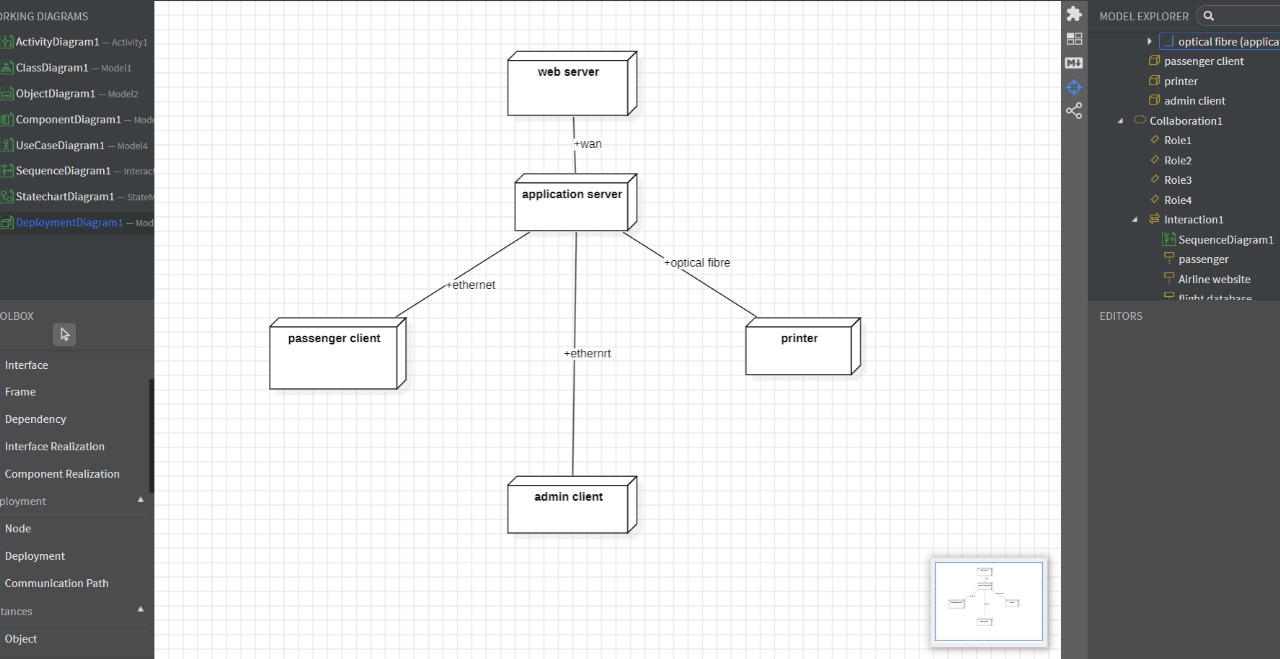 ORKING DIAGRAMS
ActivityDiagram1 — Activity1
ClassDiagram1 — Model1
ObjectDiagram1 — Model2
ComponentDiagram1 — Mode
UseCaseDiagram1 — Model4
SequenceDiagram1 — Interact
StatechartDiagram1 — StateM
DeploymentDiagram1 — Mod
OLBOX
Interface
Frame
Dependency
Interface Realization
Component Realization
ployment
Node
Deployment
Communication Path
tances
Object
web server
+wan
application server
+optical fibre
+ethernet
passenger client
printer
+ethernrt
admin client
M
MODEL EXPLORER
optical fibre (applica
passenger client
printer
admin client
Collaboration1
Role1
Role2
Role3
Role4
Interaction1
SequenceDiagram1
passenger
Airline website
flight database
EDITORS